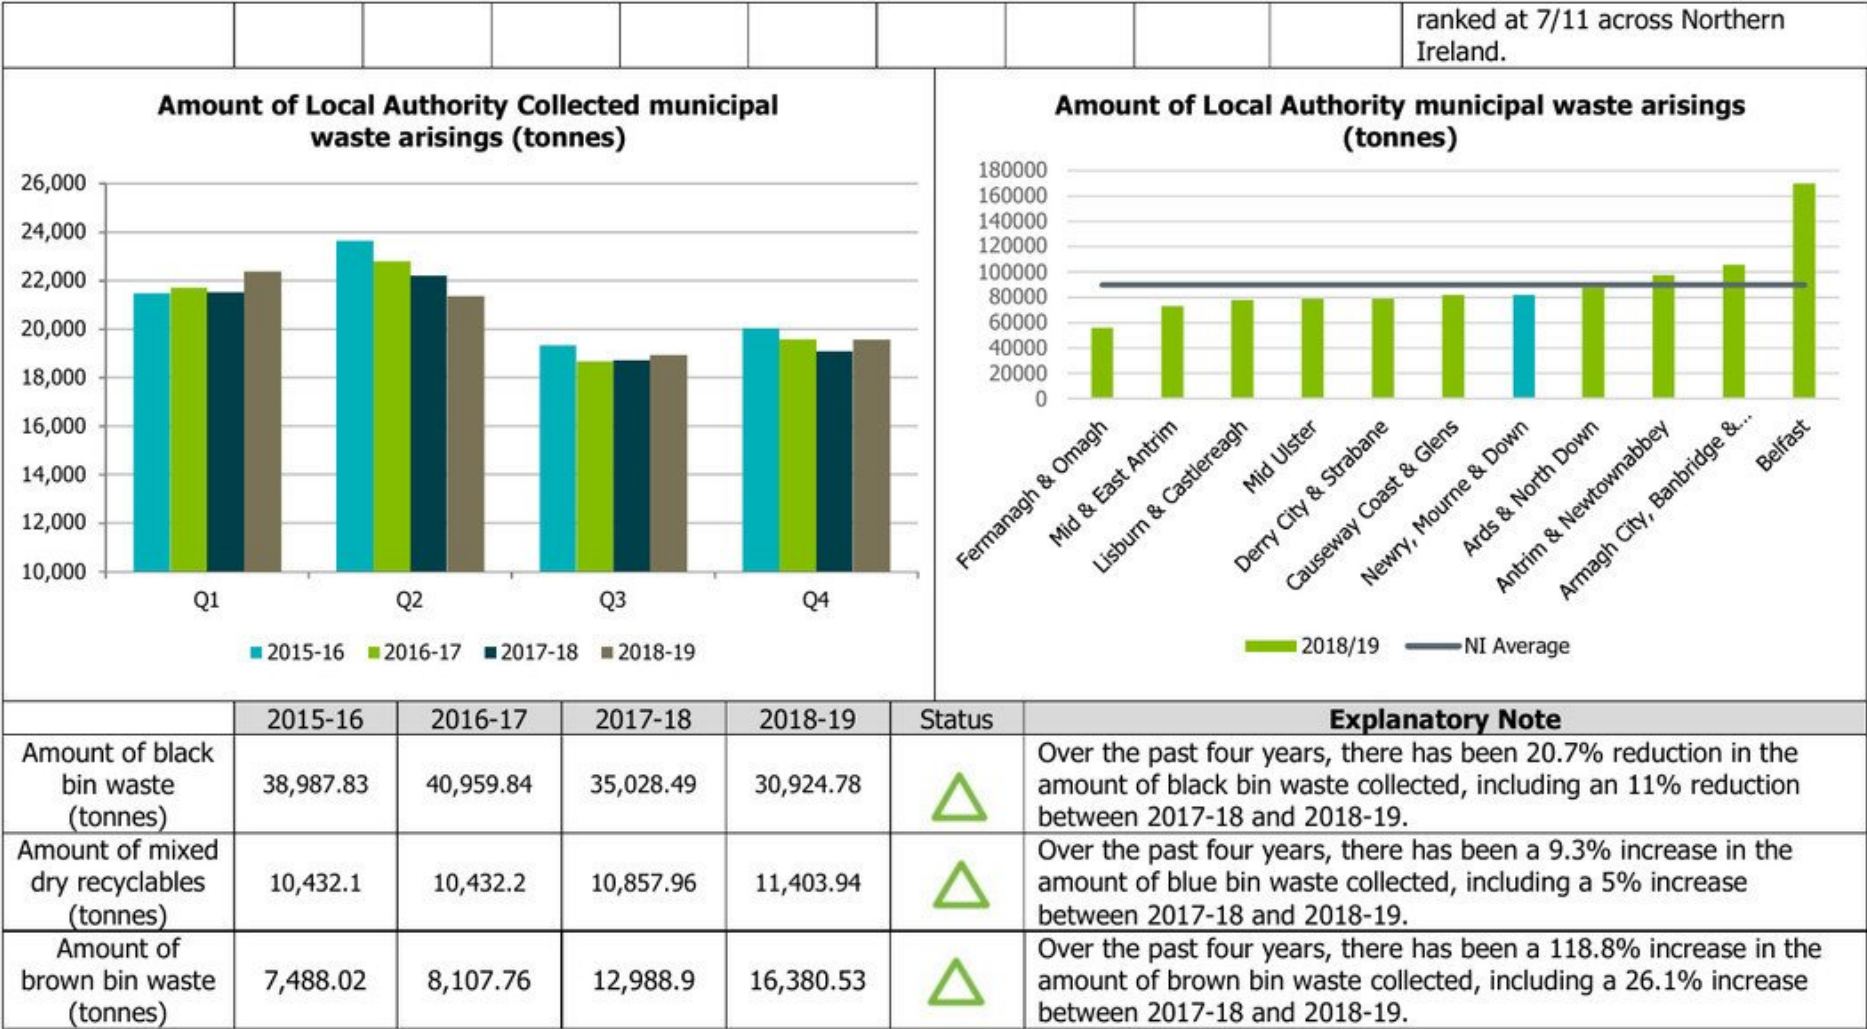 ranked at 7/11 across Northern
Ireland.
Amount of Local Authority Collected municipal
waste arisings (tonnes)
26,000
24,000
22,000
20,000
18,000
16,000
14,000
12,000
10,000
Q1 Q2 Q3 Q4
2015-16 2016-17 2017-18 2018-19
Amount of Local Authority municipal waste arisings
(tonnes)
180000
160000
140000
120000
100000
80000
60000
40000
20000
0
Fermanagh & Omagh
Mid & East Antrim
Lisburn & Castlereagh
Mid Ulster
Derry City & Strabane
Causeway Coast & Glens
Newry, Mourne & Down
Ards & North Down
Antrim & Newtownabbey
Armagh City, Banbridge &...
Belfast
2018/19 NI Average
2015-16 2016-17 2017-18 2018-19 Status Explanatory Note
Amount of black
bin waste
(tonnes)
38,987.83 40,959.84 35,028.49 30,924.78
Over the past four years, there has been 20.7% reduction in the
amount of black bin waste collected, including an 11% reduction
between 2017-18 and 2018-19.
Amount of mixed
dry recyclables
(tonnes)
10,432.1 10,432.2 10,857.96 11,403.94
Over the past four years, there has been a 9.3% increase in the
amount of blue bin waste collected, including a 5% increase
between 2017-18 and 2018-19.
Amount of
brown bin waste
(tonnes)
7,488.02 8,107.76 12,988.9 16,380.53
Over the past four years, there has been a 118.8% increase in the
amount of brown bin waste collected, including a 26.1% increase
between 2017-18 and 2018-19.